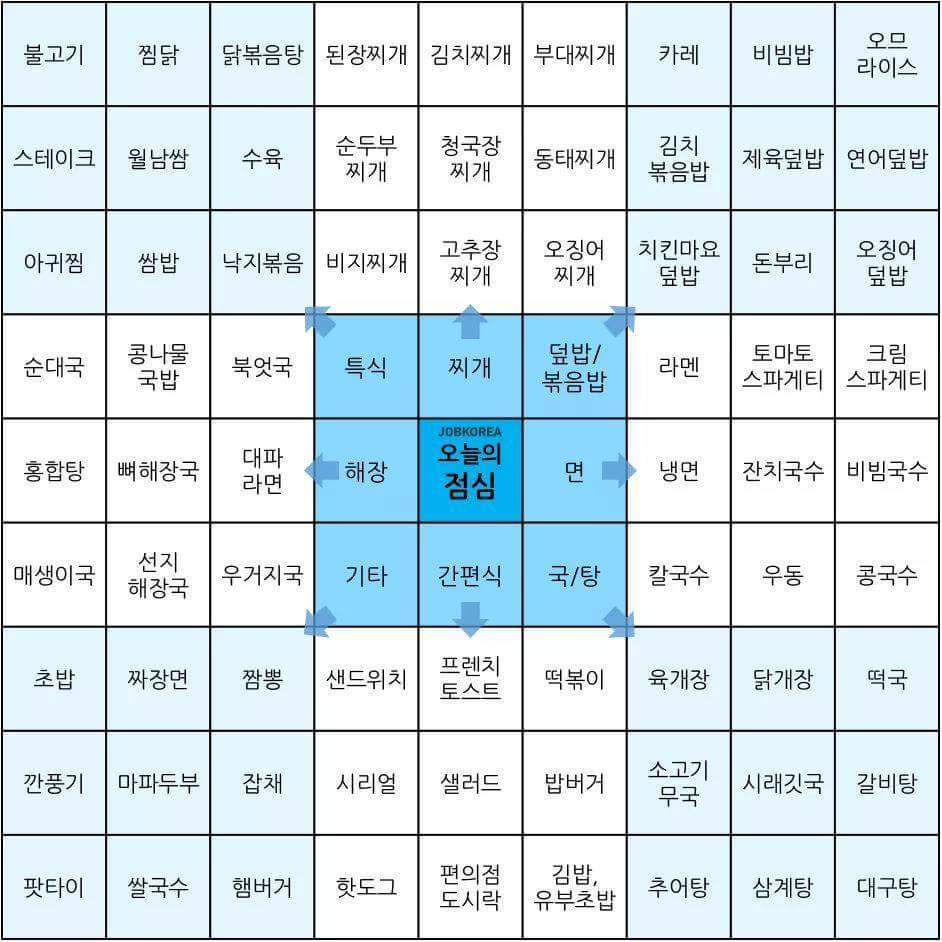 불고기 찜닭 닭볶음탕 된장찌개 김치찌개 부대찌개 카레 비빔밥 오므
라이스
스테이크 월남쌈 수육 순두부
찌개 청국장
찌개 동태찌개 김치
볶음밥 제육덮밥 연어덮밥
아귀찜 쌈밥 낙지볶음 비지찌개 고추장
찌개 오징어
찌개 치킨마요
덮밥 돈부리 오징어
덮밥
순대국 콩나물
국밥 북엇국 특식 찌개 덮밥/
볶음밥 라멘 토마토
스파게티 크림
스파게티
홍합탕 뼈해장국 대파
라면 해장 JOBKOREA
오늘의
점심 면 냉면 잔치국수 비빔국수
매생이국 선지
해장국 우거지국 기타 간편식 국/탕 칼국수 우동 콩국수
초밥 짜장면 짬뽕 샌드위치 프렌치
토스트 떡볶이 육개장 닭개장 떡국
깐풍기 마파두부 잡채 시리얼 샐러드 밥버거 소고기
무국 시래깃국 갈비탕
팟타이 쌀국수 햄버거 핫도그 편의점
도시락 김밥,
유부초밥 추어탕 삼계탕 대구탕